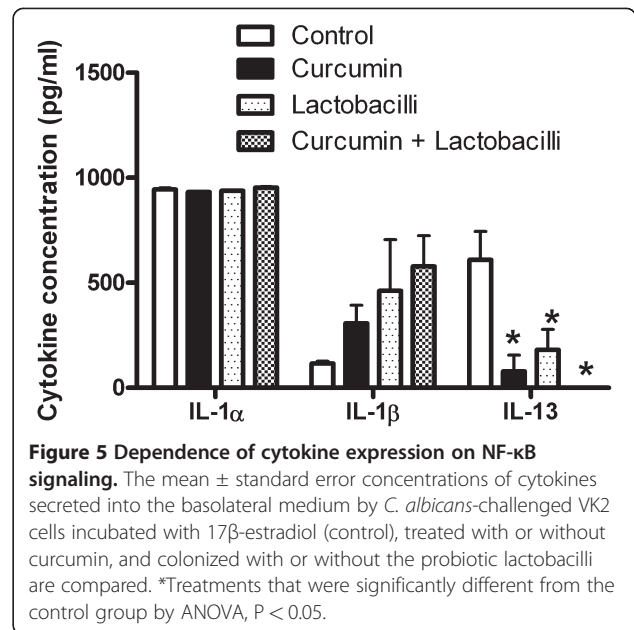 Control
Curcumin
Lactobacilli
Curcumin + Lactobacilli
Cytokine concentration (pg/ml)
1500
1000
500
0
* * *
IL-1α IL-1β IL-13
Figure 5 Dependence of cytokine expression on NF-κB
signaling. The mean ± standard error concentrations of cytokines
secreted into the basolateral medium by C. albicans-challenged VK2
cells incubated with 17β-estradiol (control), treated with or without
curcumin, and colonized with or without the probiotic lactobacilli
are compared. *Treatments that were significantly different from the
control group by ANOVA, P < 0.05.